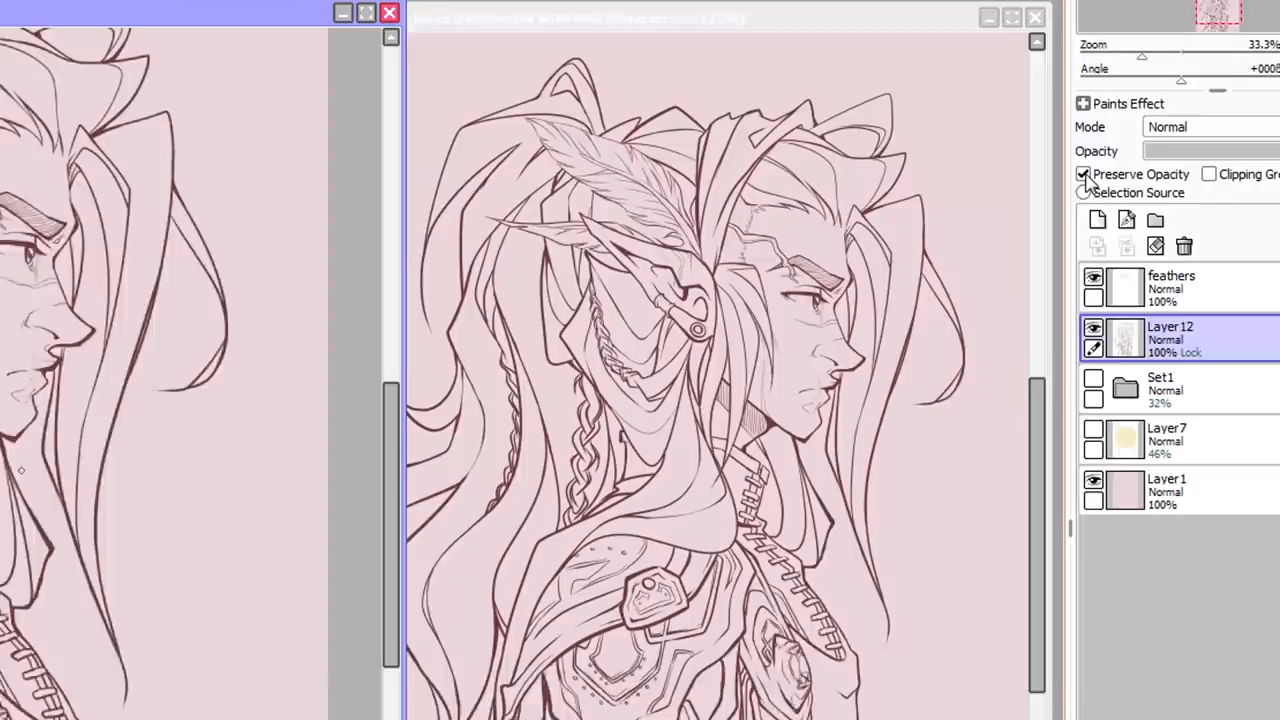 Zoom 33.3%
Angle +000
Paints Effect
Mode Normal
Opacity
Preserve Opacity Clipping Gr
Selection Source
feathers
Normal
100%
Layer12
Normal
100% Lock
Set1
Normal
32%
Layer7
Normal
46%
Layer1
Normal
100%